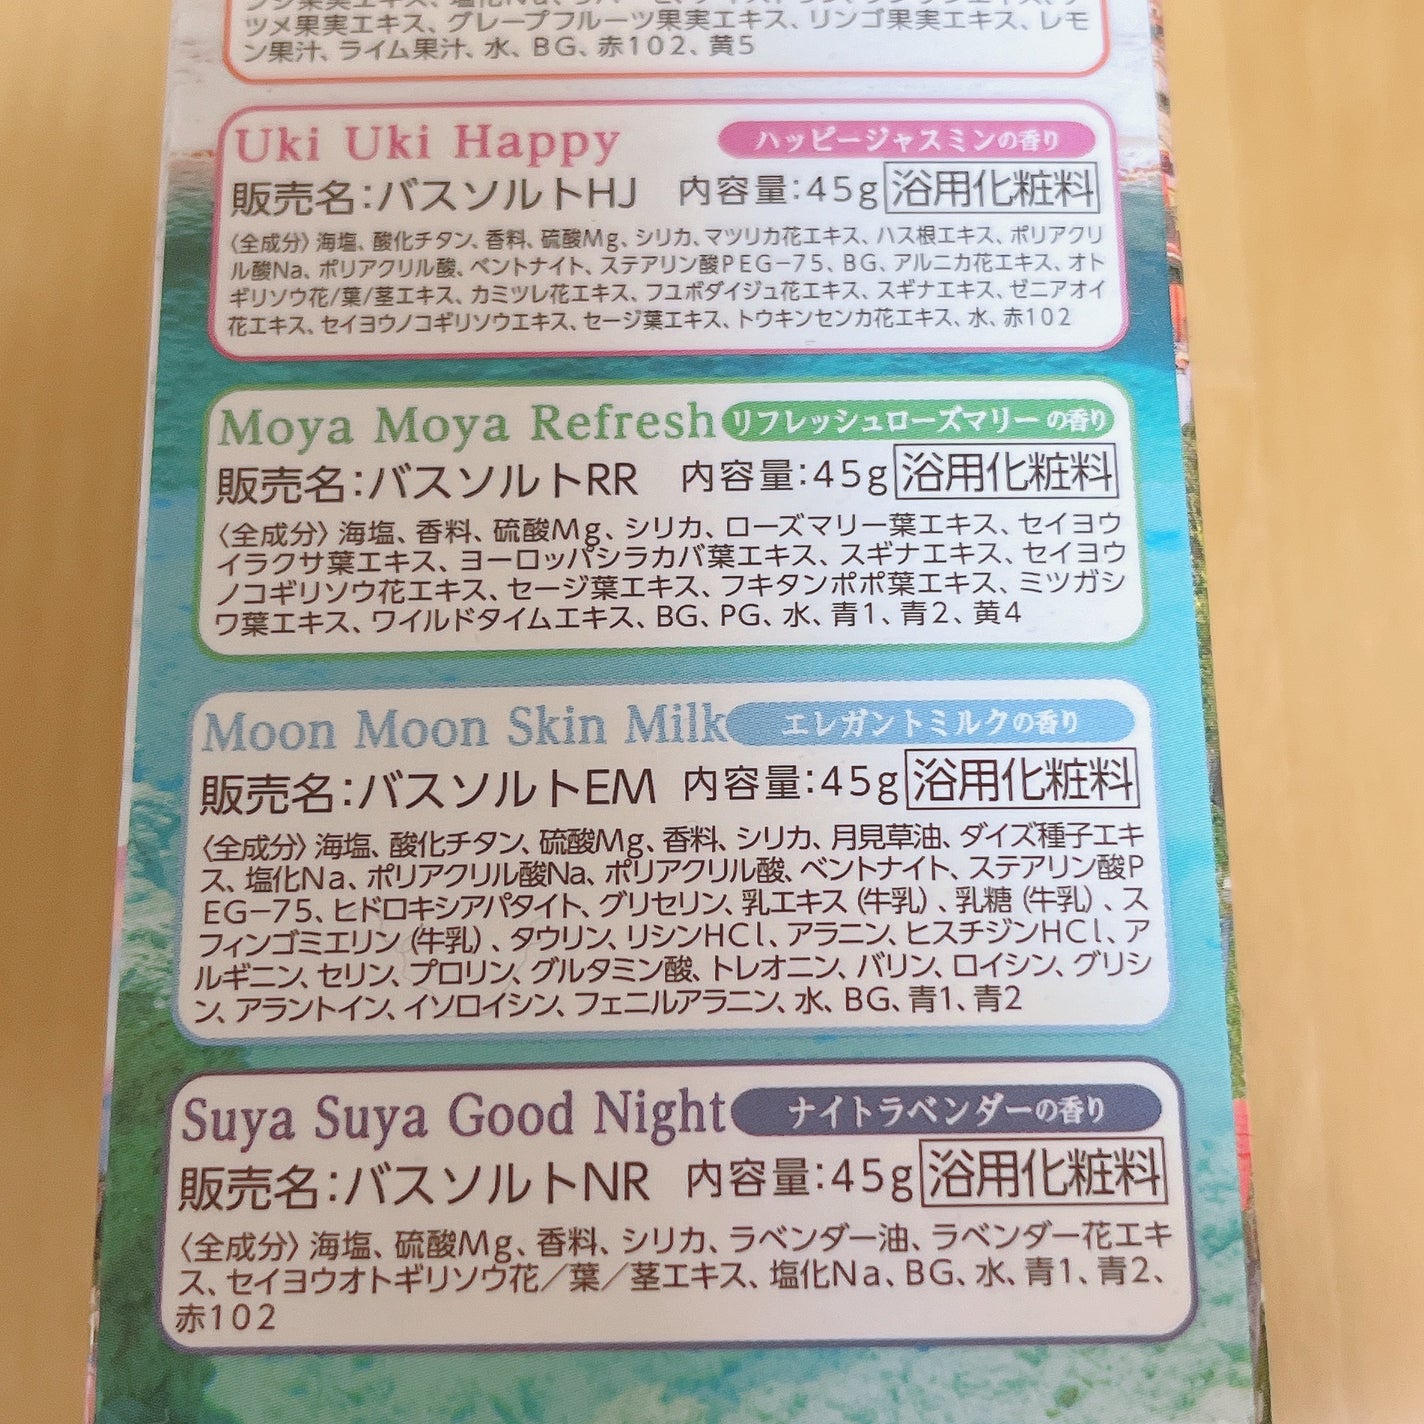 ツメ果実エキス、グレープフルーツ果実エキス、リンゴ果実エキス、レモ
ン果汁、ライム果汁、水、BG、赤102、黄5
Uki Uki Happy ハッピージャスミンの香り
販売名：バスソルトHJ 内容量：45g 浴用化粧料
〈全成分〉海塩、酸化チタン、香料、硫酸Mg、シリカ、マツリカ花エキス、ハス根エキス、ポリアクリ
ル酸Na、ポリアクリル酸、ベントナイト、ステアリン酸PEG-75、BG、アルニカ花エキス、オト
ギリソウ花/葉/茎エキス、カミツレ花エキス、フユボダイジュ花エキス、スギナエキス、ゼニアオイ
花エキス、セイヨウノコギリソウエキス、セージ葉エキス、トウキンセンカ花エキス、水、赤102
Moya Moya Refresh リフレッシュローズマリーの香り
販売名：バスソルトRR 内容量：45g 浴用化粧料
〈全成分〉海塩、香料、硫酸Mg、シリカ、ローズマリー葉エキス、セイヨウ
イラクサ葉エキス、ヨーロッパシラカバ葉エキス、スギナエキス、セイヨウ
ノコギリソウ花エキス、セージ葉エキス、フキタンポポ葉エキス、ミツガシ
ワ葉エキス、ワイルドタイムエキス、BG、PG、水、青1、青2、黄4
Moon Moon Skin Milk エレガントミルクの香り
販売名：バスソルトEM 内容量：45g 浴用化粧料
〈全成分〉海塩、酸化チタン、硫酸Mg、香料、シリカ、月見草油、ダイズ種子エキ
ス、塩化Na、ポリアクリル酸Na、ポリアクリル酸、ベントナイト、ステアリン酸P
EG-75、ヒドロキシアパタイト、グリセリン、乳エキス（牛乳）、乳糖（牛乳）、ス
フィンゴミエリン（牛乳）、タウリン、リシンHCl、アラニン、ヒスチジンHCl、ア
ルギニン、セリン、プロリン、グルタミン酸、トレオニン、バリン、ロイシン、グリシ
ン、アラントイン、イソロイシン、フェニルアラニン、水、BG、青1、青2
Suya Suya Good Night ナイトラベンダーの香り
販売名：バスソルトNR 内容量：45g 浴用化粧料
〈全成分〉海塩、硫酸Mg、香料、シリカ、ラベンダー油、ラベンダー花エキ
ス、セイヨウオトギリソウ花／葉／茎エキス、塩化Na、BG、水、青1、青2、
赤102